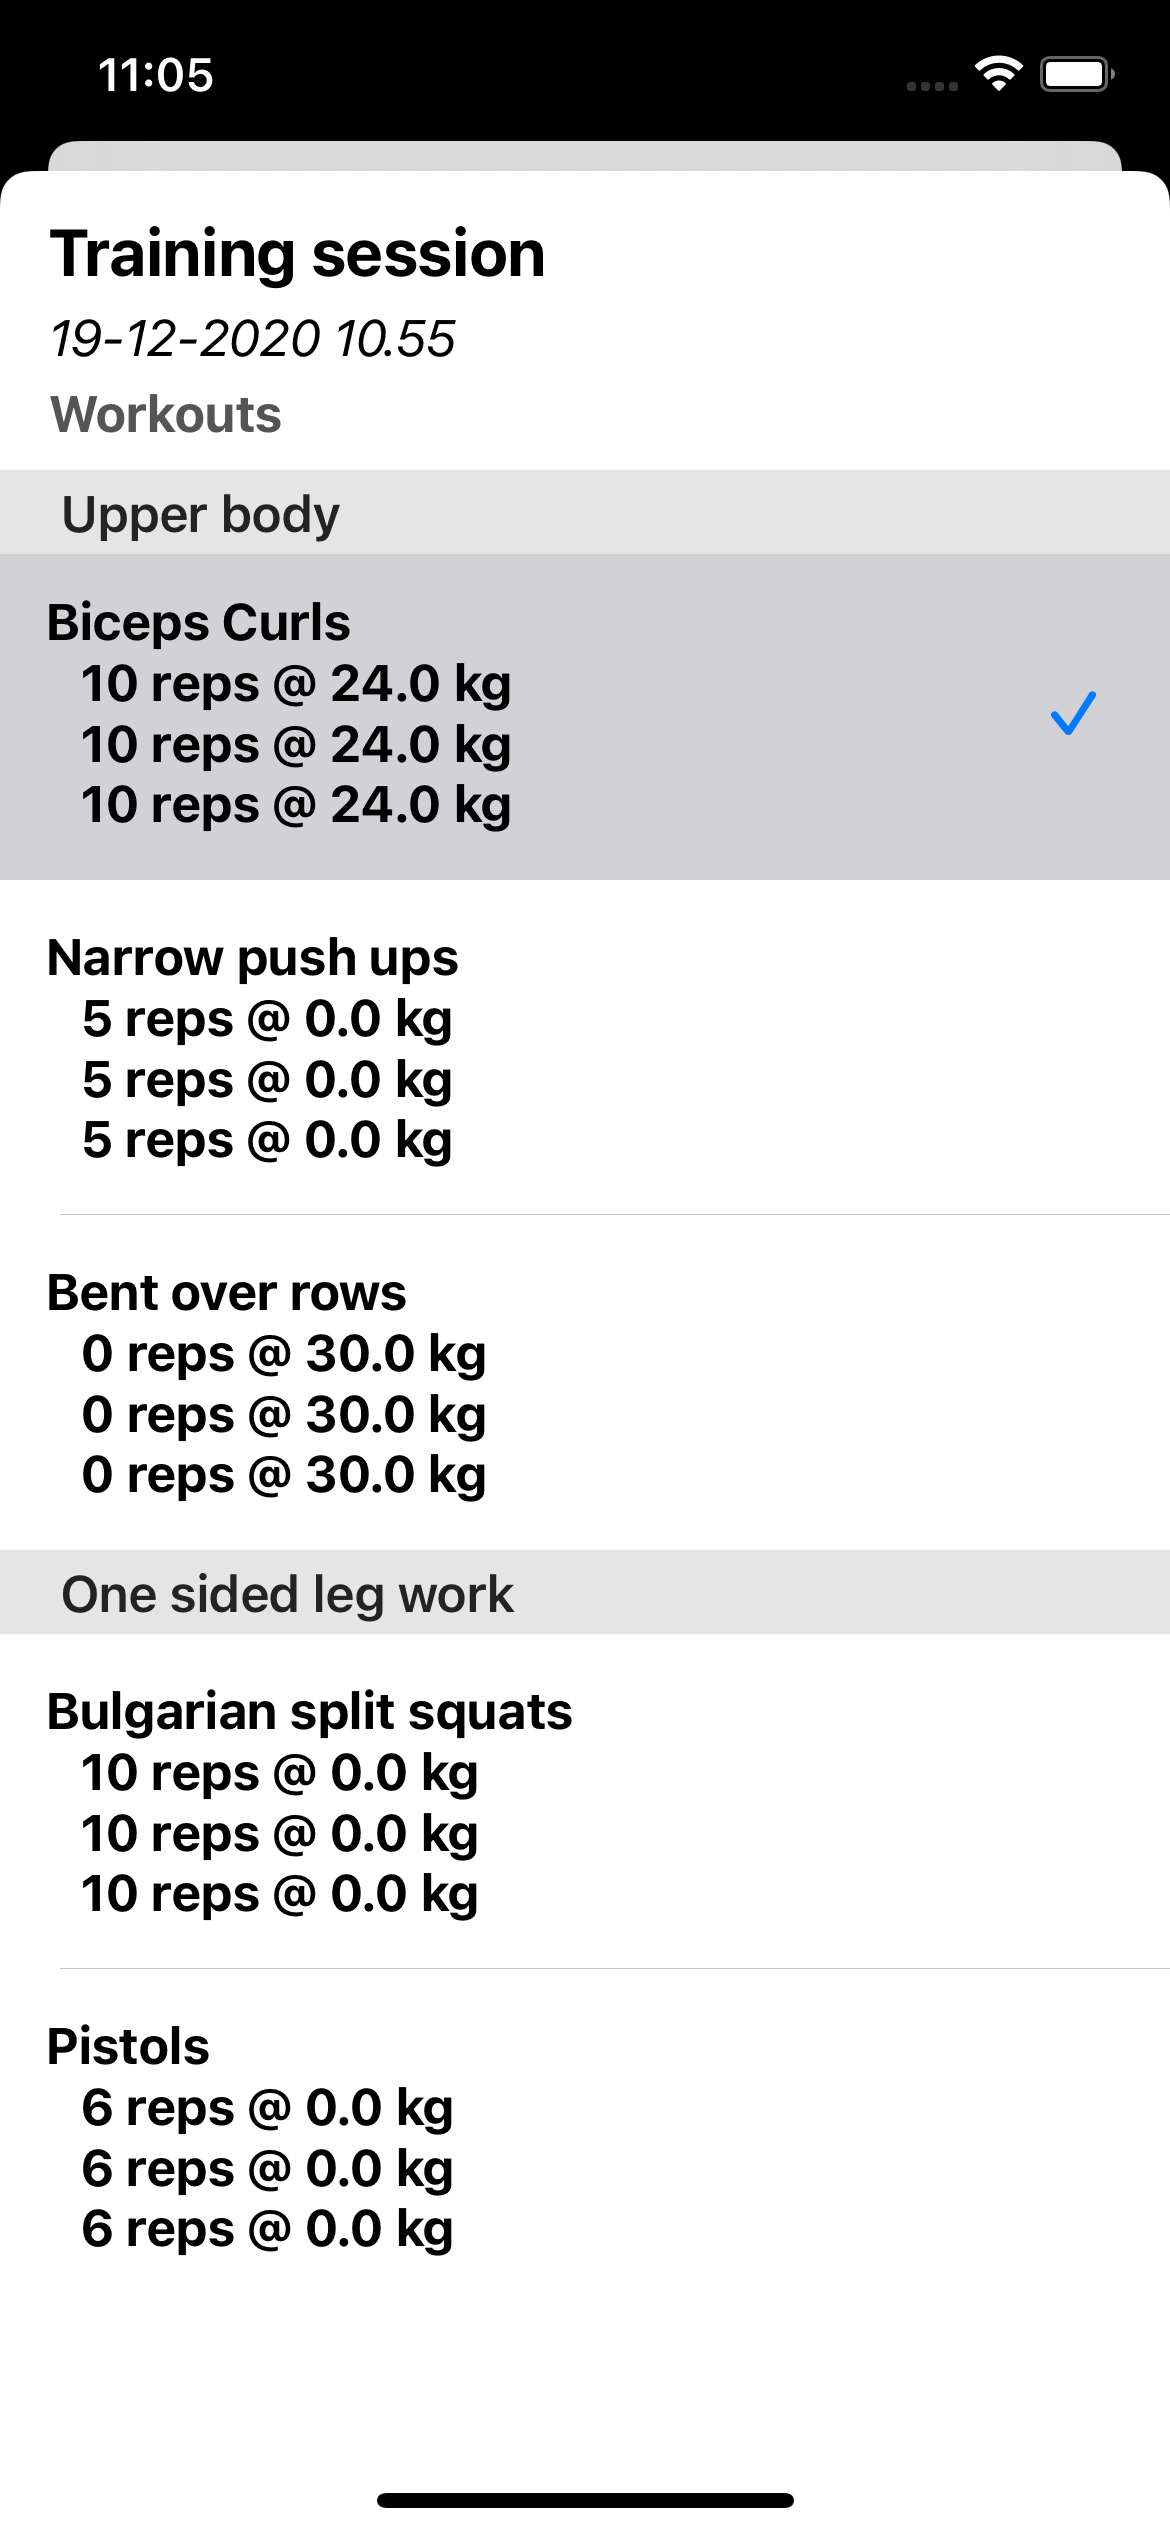 11:05
Training session
19-12-2020 10.55
Workouts
Upper body
Biceps Curls
10 reps @ 24.0 kg
10 reps @ 24.0 kg
10 reps @ 24.0 kg
Narrow push ups
5 reps @ 0.0 kg
5 reps @ 0.0 kg
5 reps @ 0.0 kg
Bent over rows
0 reps @ 30.0 kg
0 reps @ 30.0 kg
0 reps @ 30.0 kg
One sided leg work
Bulgarian split squats
10 reps @ 0.0 kg
10 reps @ 0.0 kg
10 reps @ 0.0 kg
Pistols
6 reps @ 0.0 kg
6 reps @ 0.0 kg
6 reps @ 0.0 kg